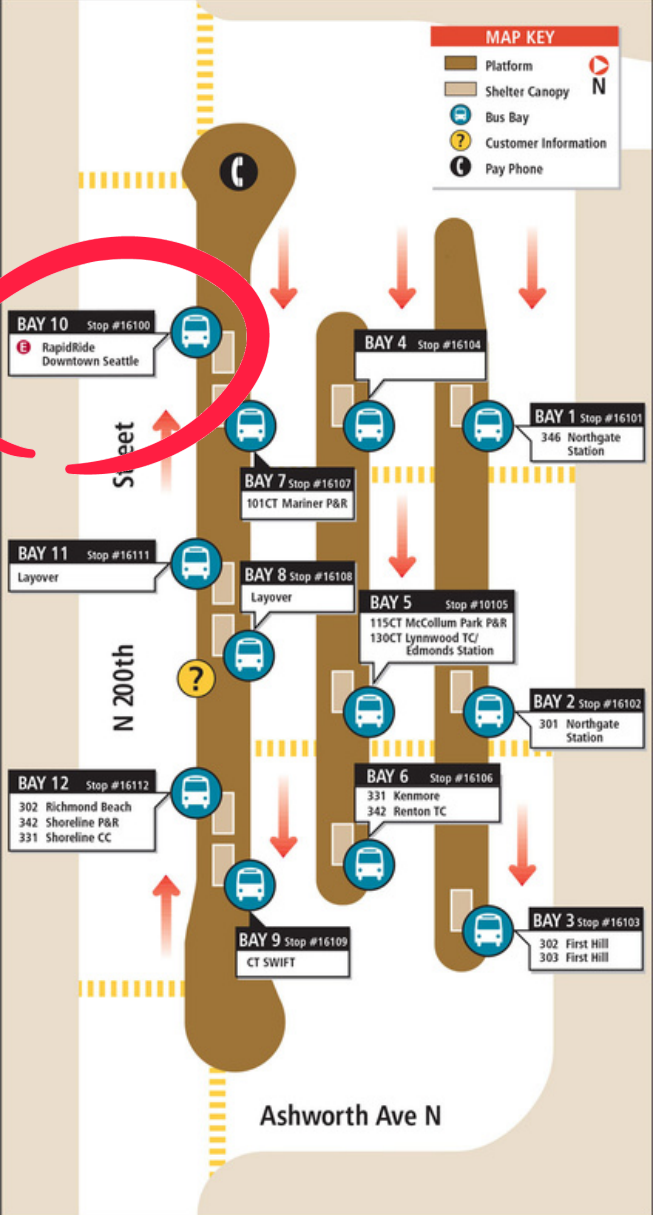 MAP KEY
Platform
Shelter Canopy
N
Bus Bay
? Customer Information
Pay Phone
BAY 10 Stop #16100
E RapidRide
Downtown Seattle
BAY 4 Stop #16104
BAY 1 Stop #16101
346 Northgate
Station
Street
BAY 7 Stop #16107
101CT Mariner P&R
BAY 11 Stop #16111
Layover
BAY 8 Stop #16108
Layover
BAY 5 Stop #10105
115CT McCollum Park P&R
130CT Lynnwood TC/
Edmonds Station
?
N 200th
BAY 2 Stop #16102
301 Northgate
Station
BAY 12 Stop #16112
302 Richmond Beach
342 Shoreline P&R
331 Shoreline CC
BAY 6 Stop #16106
331 Kenmore
342 Renton TC
BAY 9 Stop #16109
CT SWIFT
BAY 3 Stop #16103
302 First Hill
303 First Hill
Ashworth Ave N